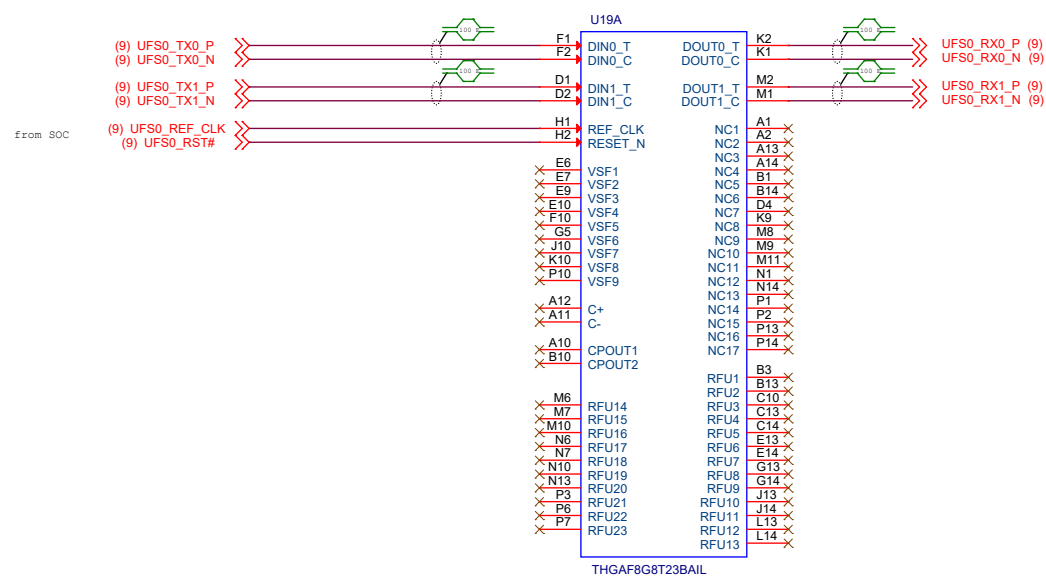 U19A
100 E
100 E
(9) UFS0_TX0_P F1 DIN0_T DOUT0_T K2 UFS0_RX0_P (9)
(9) UFS0_TX0_N F2 DIN0_C DOUT0_C K1 UFS0_RX0_N (9)
100 E
100 E
(9) UFS0_TX1_P D1 DIN1_T DOUT1_T M2 UFS0_RX1_P (9)
(9) UFS0_TX1_N D2 DIN1_C DOUT1_C M1 UFS0_RX1_N (9)
from SOC
(9) UFS0_REF_CLK H1 REF_CLK NC1 A1
(9) UFS0_RST# H2 RESET_N NC2 A2
NC3 A13
E6 VSF1 NC4 A14
E7 VSF2 NC5 B1
E9 VSF3 NC6 B14
E10 VSF4 NC7 D4
F10 VSF5 NC8 K9
G5 VSF6 NC9 M8
J10 VSF7 NC10 M9
K10 VSF8 NC11 M11
P10 VSF9 NC12 N1
NC13 N14
A12 C+ NC14 P1
A11 C- NC15 P2
NC16 P13
A10 CPOUT1 NC17 P14
B10 CPOUT2
RFU1 B3
RFU2 B13
M6 RFU14 RFU3 C10
M7 RFU15 RFU4 C13
M10 RFU16 RFU5 C14
N6 RFU17 RFU6 E13
N7 RFU18 RFU7 E14
N10 RFU19 RFU8 G13
N13 RFU20 RFU9 G14
P3 RFU21 RFU10 J13
P6 RFU22 RFU11 J14
P7 RFU23 RFU12 L13
RFU13 L14
THGAF8G8T23BAIL